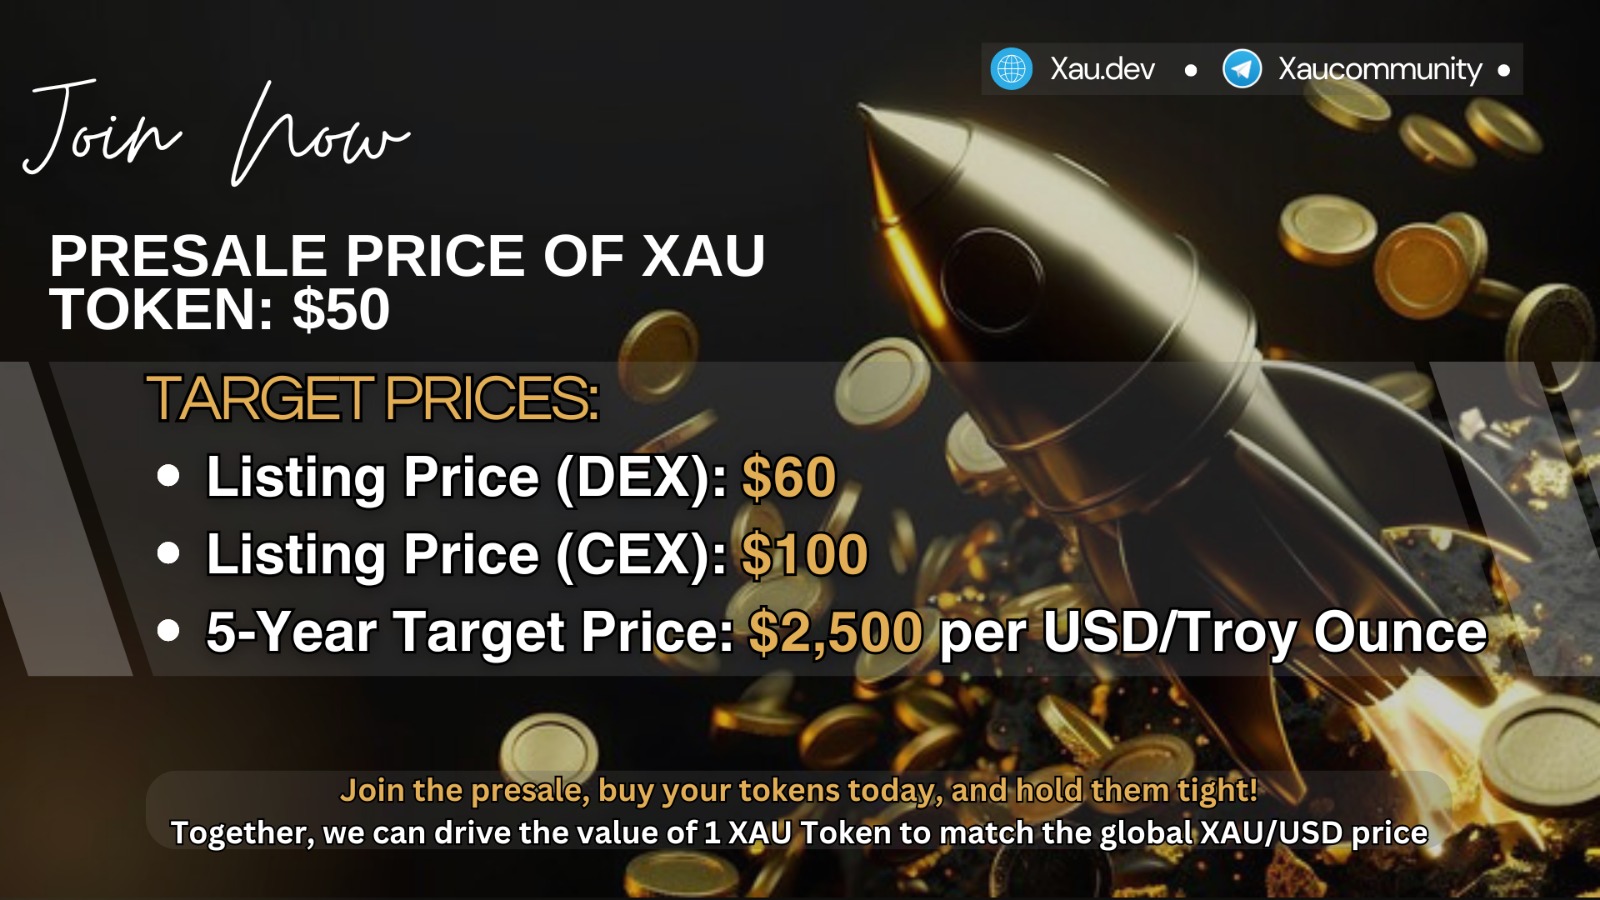 Xau.dev • Xaucommunity •
Join Now
PRESALE PRICE OF XAU
TOKEN: $50
TARGET PRICES:
• Listing Price (DEX): $60
• Listing Price (CEX): $100
• 5-Year Target Price: $2,500 per USD/Troy Ounce
Join the presale, buy your tokens today, and hold them tight!
Together, we can drive the value of 1 XAU Token to match the global XAU/USD price